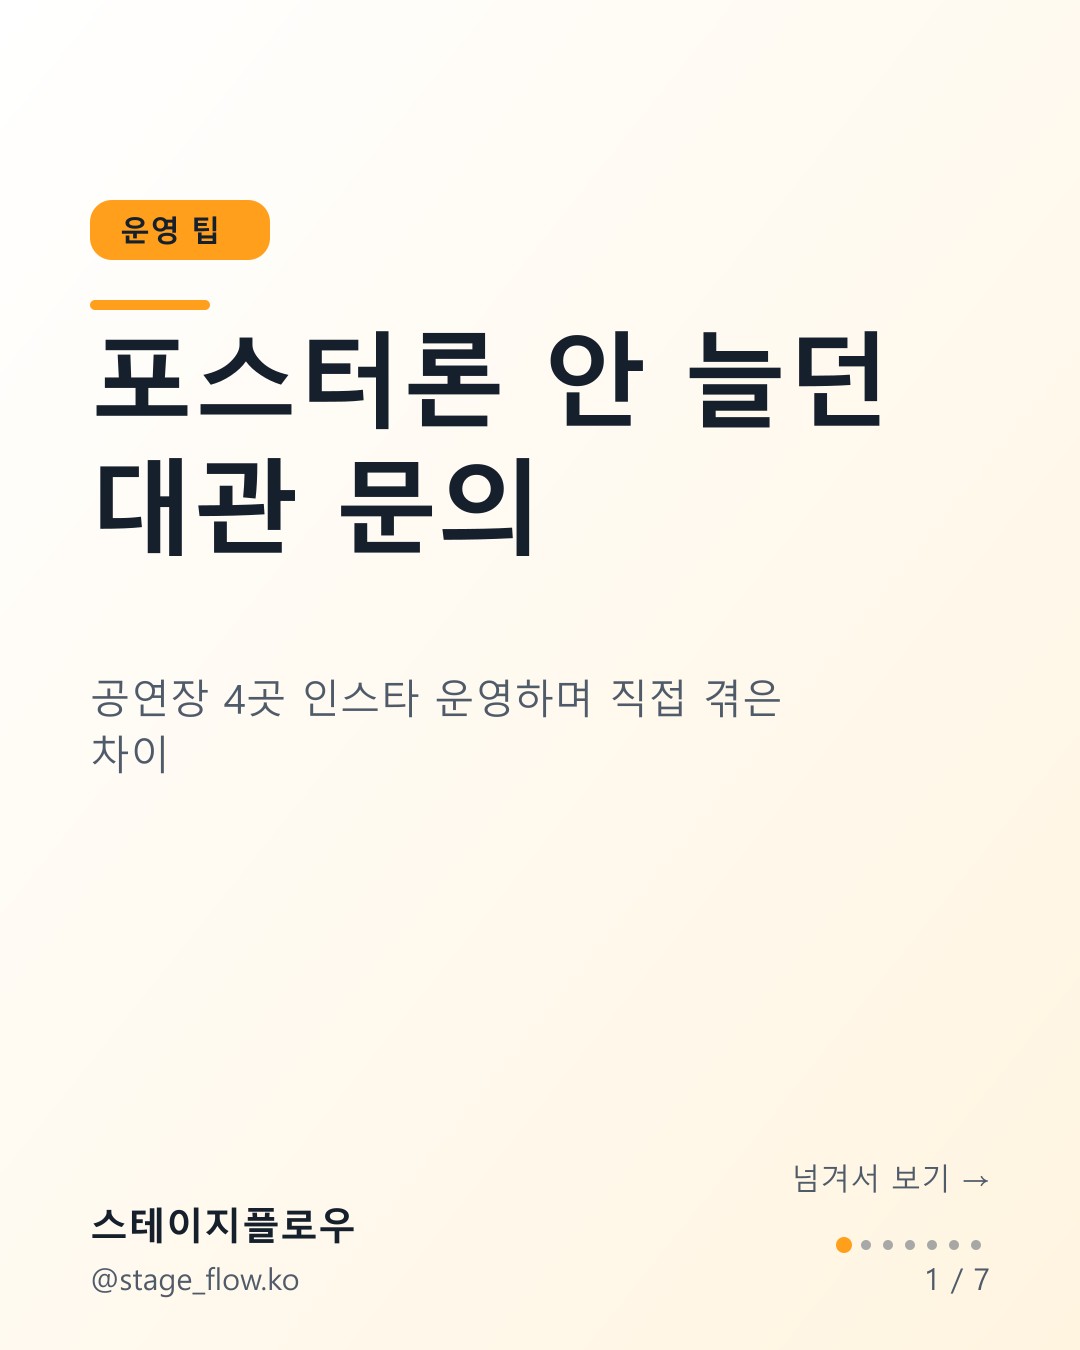 운영 팁
포스터론 안 늘던
대관 문의
공연장 4곳 인스타 운영하며 직접 겪은
차이
넘겨서 보기 →
스테이지플로우
@stage_flow.ko
1 / 7